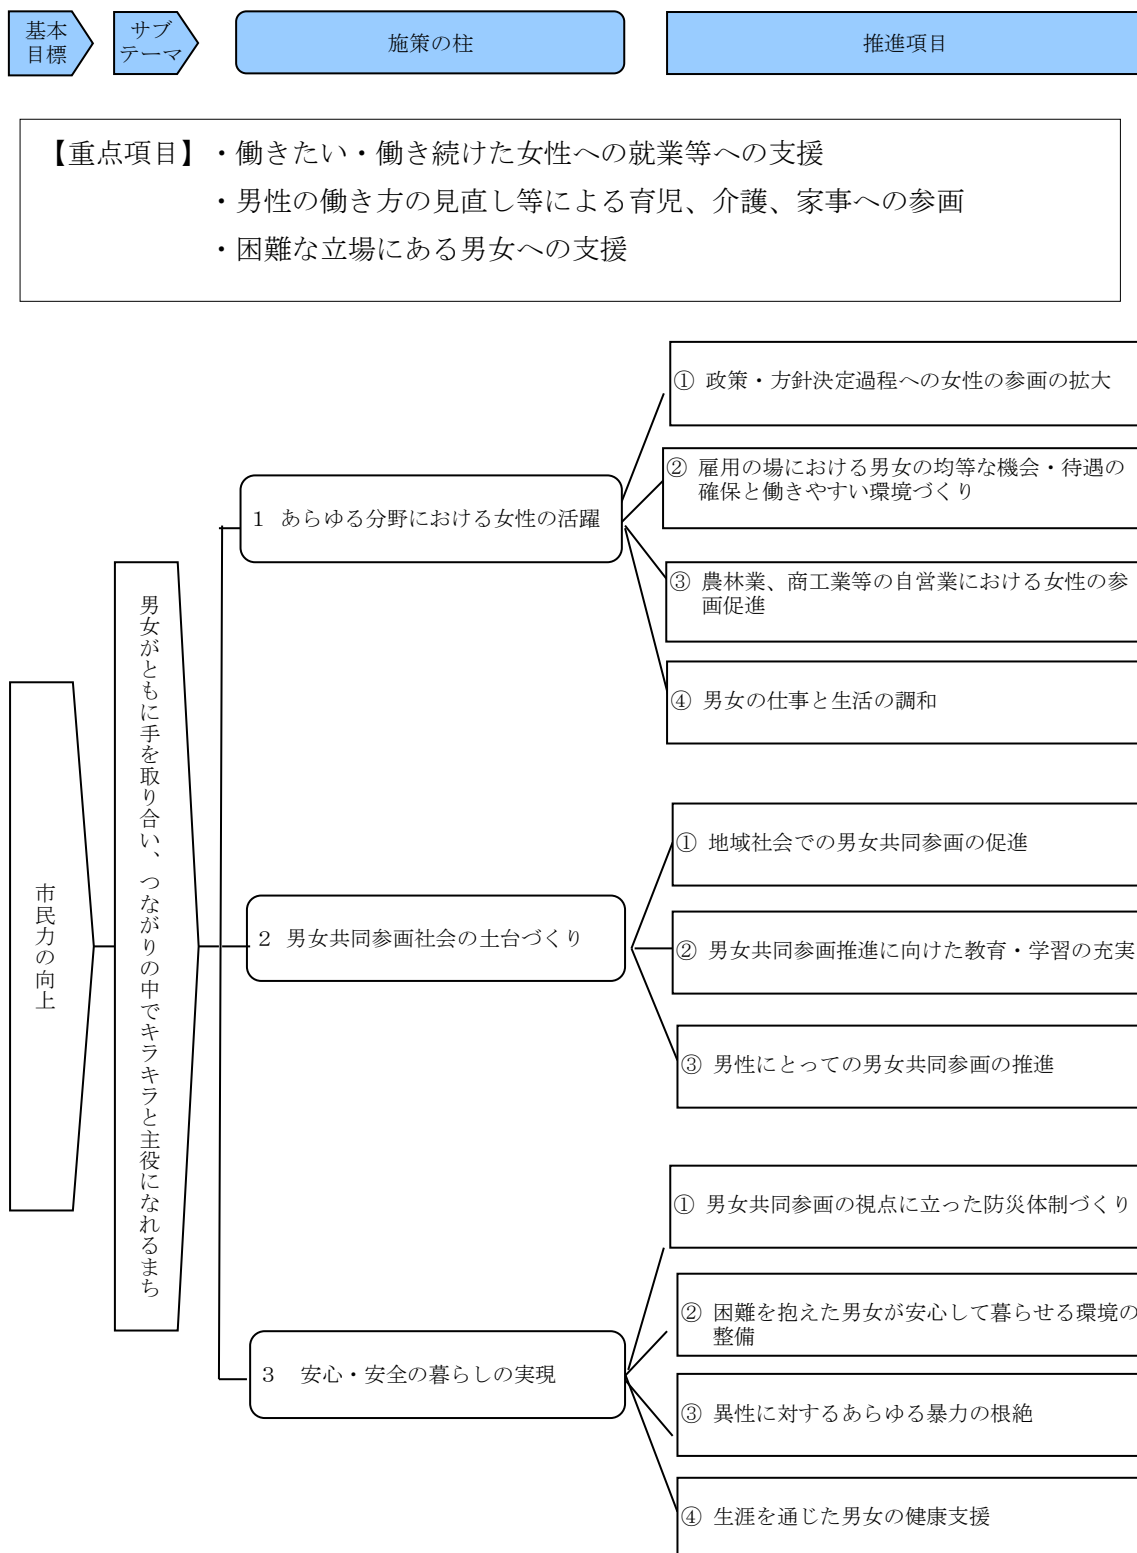 基本
目標
サブ
テーマ
施策の柱
推進項目
【重点項目】・働きたい・働き続けた女性への就業等への支援
・男性の働き方の見直し等による育児、介護、家事への参画
・困難な立場にある男女への支援
市民力の向上
男女がともに手を取り合い、つながりの中でキラキラと主役になれるまち
1 あらゆる分野における女性の活躍
① 政策・方針決定過程への女性の参画の拡大
② 雇用の場における男女の均等な機会・待遇の
確保と働きやすい環境づくり
③ 農林業、商工業等の自営業における女性の参
画促進
④ 男女の仕事と生活の調和
2 男女共同参画社会の土台づくり
① 地域社会での男女共同参画の促進
② 男女共同参画推進に向けた教育・学習の充実
③ 男性にとっての男女共同参画の推進
3 安心・安全の暮らしの実現
① 男女共同参画の視点に立った防災体制づくり
② 困難を抱えた男女が安心して暮らせる環境の
整備
③ 異性に対するあらゆる暴力の根絶
④ 生涯を通じた男女の健康支援